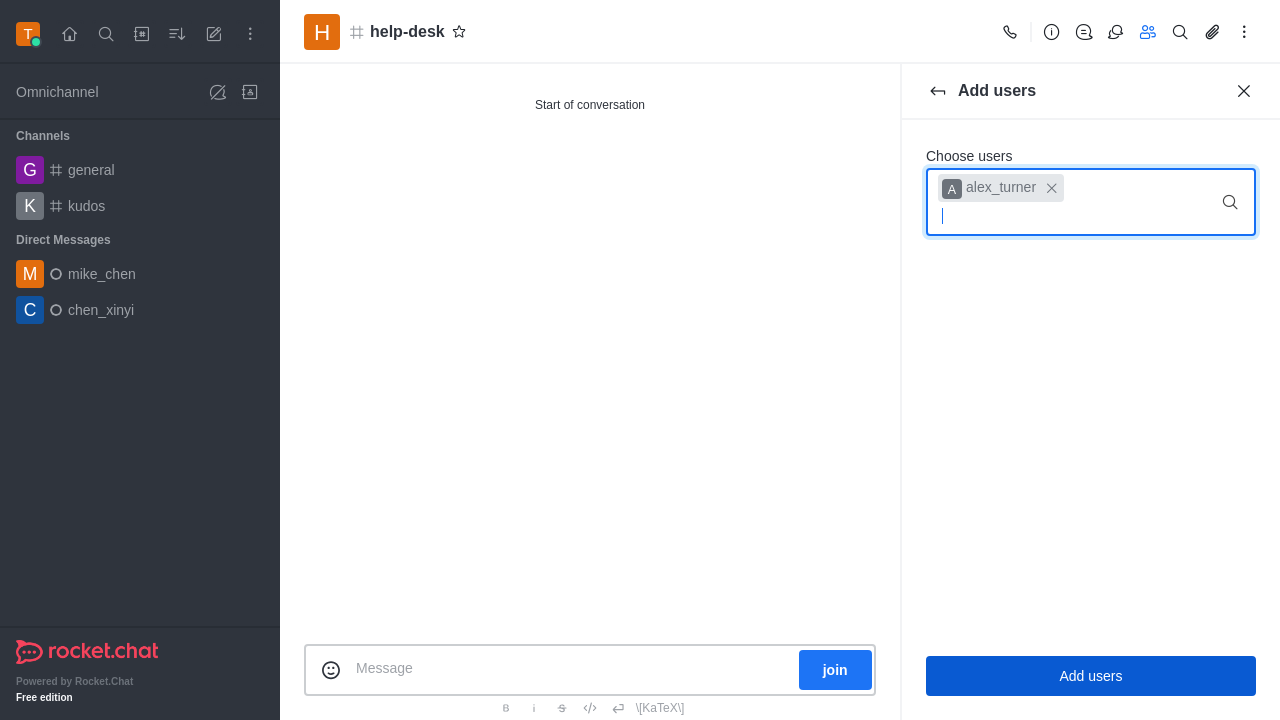 T
Omnichannel
Channels
G general
K kudos
Direct Messages
M mike_chen
C chen_xinyi
rocket.chat
Powered by Rocket.Chat
Free edition
H help-desk
Start of conversation
Message
join
B i S \[KaTeX\]
Add users
Choose users
A alex_turner
Add users